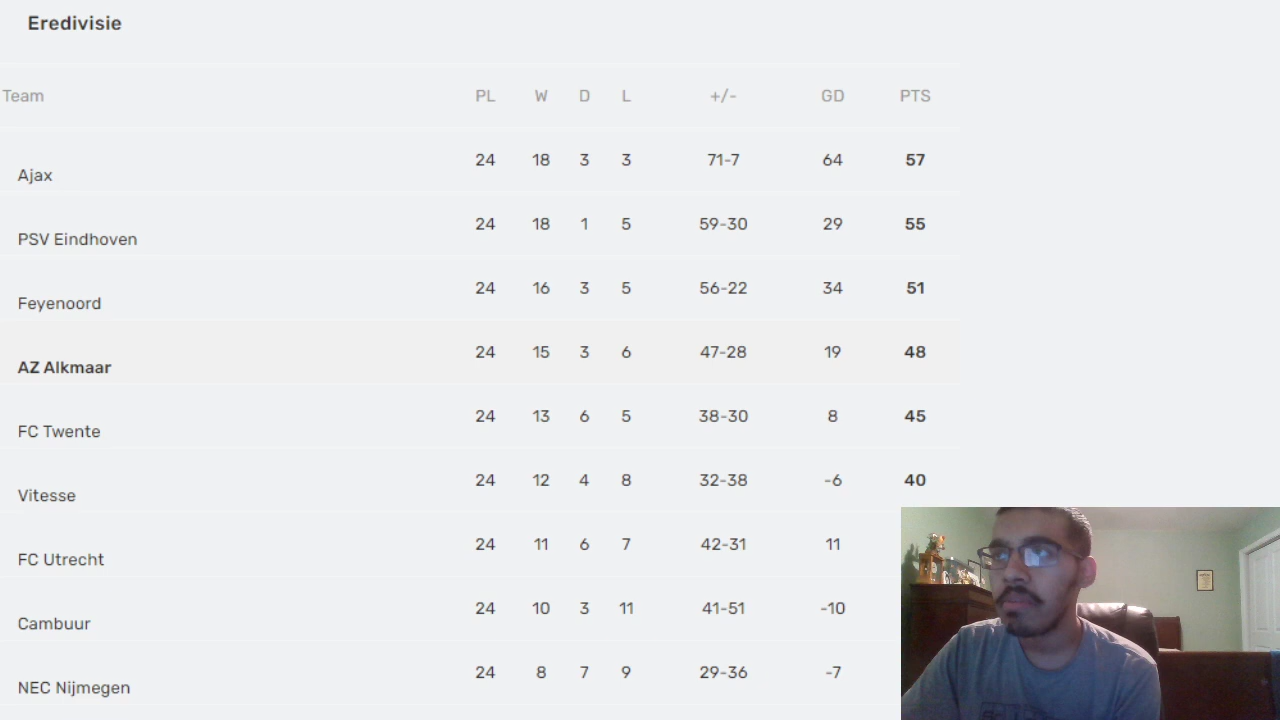 Eredivisie
Team PL W D L +/- GD PTS
Ajax 24 18 3 3 71-7 64 57
PSV Eindhoven 24 18 1 5 59-30 29 55
Feyenoord 24 16 3 5 56-22 34 51
AZ Alkmaar 24 15 3 6 47-28 19 48
FC Twente 24 13 6 5 38-30 8 45
Vitesse 24 12 4 8 32-38 -6 40
FC Utrecht 24 11 6 7 42-31 11
Cambuur 24 10 3 11 41-51 -10
NEC Nijmegen 24 8 7 9 29-36 -7